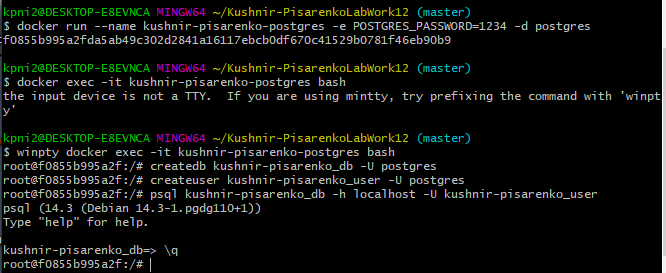 kpni2@DESKTOP-E8EVNCA MINGW64 ~/Kushnir-PisarenkoLabWork12 (master)
$ docker run --name kushnir-pisarenko-postgres -e POSTGRES_PASSWORD=1234 -d postgres
f0855b995a2fda5ab49c302d2841a16117ebcb0df670c41529b0781f46eb90b9
kpni2@DESKTOP-E8EVNCA MINGW64 ~/Kushnir-PisarenkoLabWork12 (master)
$ docker exec -it kushnir-pisarenko-postgres bash
the input device is not a TTY.  If you are using mintty, try prefixing the command with 'winpt
y'
kpni2@DESKTOP-E8EVNCA MINGW64 ~/Kushnir-PisarenkoLabWork12 (master)
$ winpty docker exec -it kushnir-pisarenko-postgres bash
root@f0855b995a2f:/# createdb kushnir-pisarenko_db -U postgres
root@f0855b995a2f:/# createuser kushnir-pisarenko_user -U postgres
root@f0855b995a2f:/# psql kushnir-pisarenko_db -h localhost -U kushnir-pisarenko_user
psql (14.3 (Debian 14.3-1.pgdg110+1))
Type "help" for help.
kushnir-pisarenko_db=> \q
root@f0855b995a2f:/#